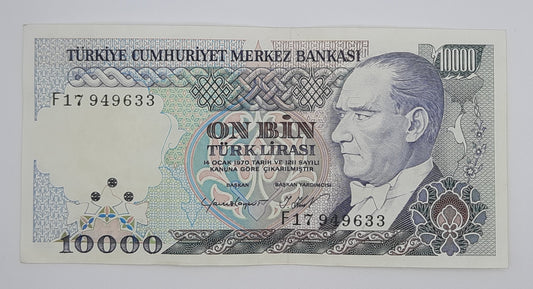 TÜRKİYE CUMHURİYET MERKEZ BANKASI
10000
F17 949633
ON BİN
TÜRK LİRASI
14 OCAK 1970 TARİH VE 1211 SAYILI
KANUNA GÖRE ÇIKARILMIŞTIR
BAŞKAN BAŞKAN YARDIMCISI
F17 949633
10000